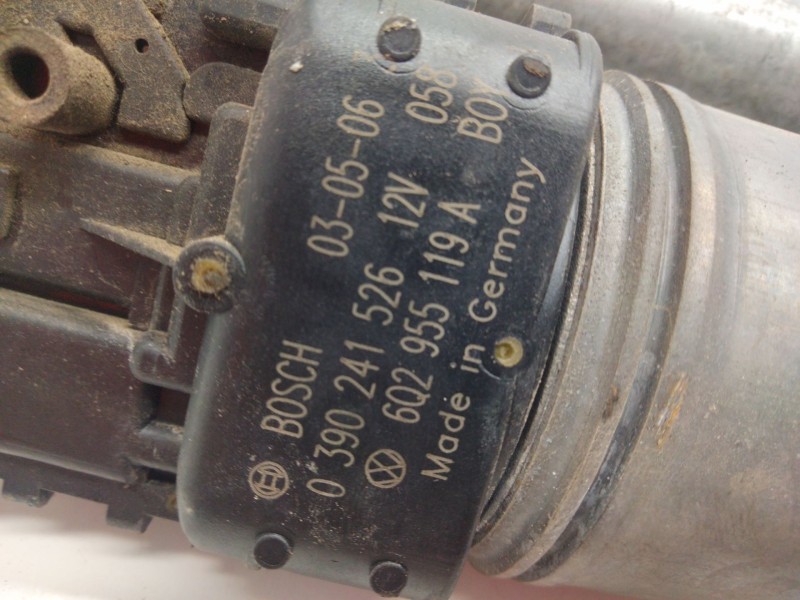 BOSCH 03-05-06 058
0 390 241 526 12V BOY
6Q2 955 119 A
Made in Germany